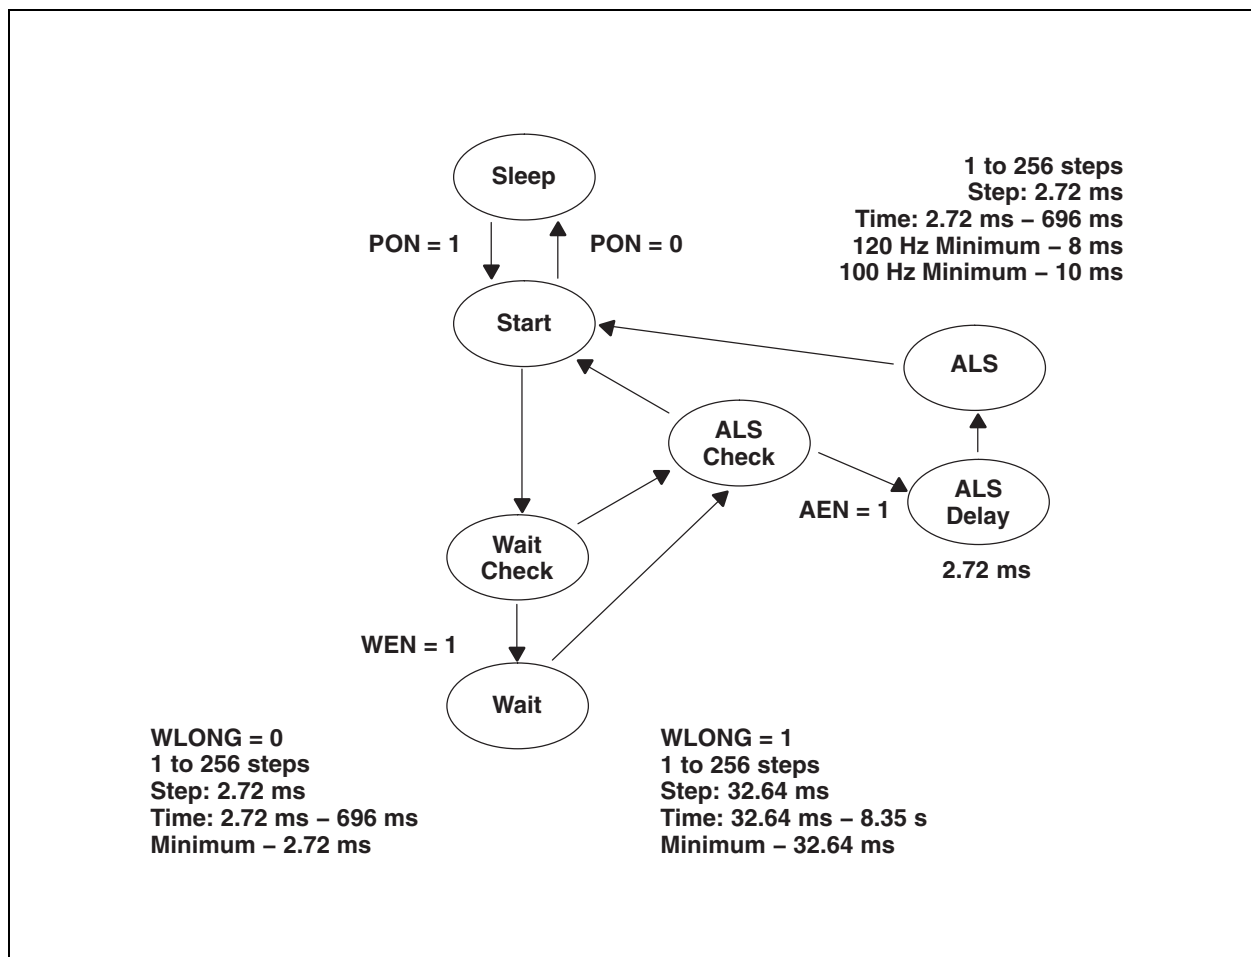 Sleep
1 to 256 steps
Step: 2.72 ms
Time: 2.72 ms – 696 ms
120 Hz Minimum – 8 ms
100 Hz Minimum – 10 ms
PON = 1
PON = 0
Start
ALS
ALS
Check
ALS
Delay
AEN = 1
2.72 ms
Wait
Check
WEN = 1
Wait
WLONG = 0
1 to 256 steps
Step: 2.72 ms
Time: 2.72 ms – 696 ms
Minimum – 2.72 ms
WLONG = 1
1 to 256 steps
Step: 32.64 ms
Time: 32.64 ms – 8.35 s
Minimum – 32.64 ms